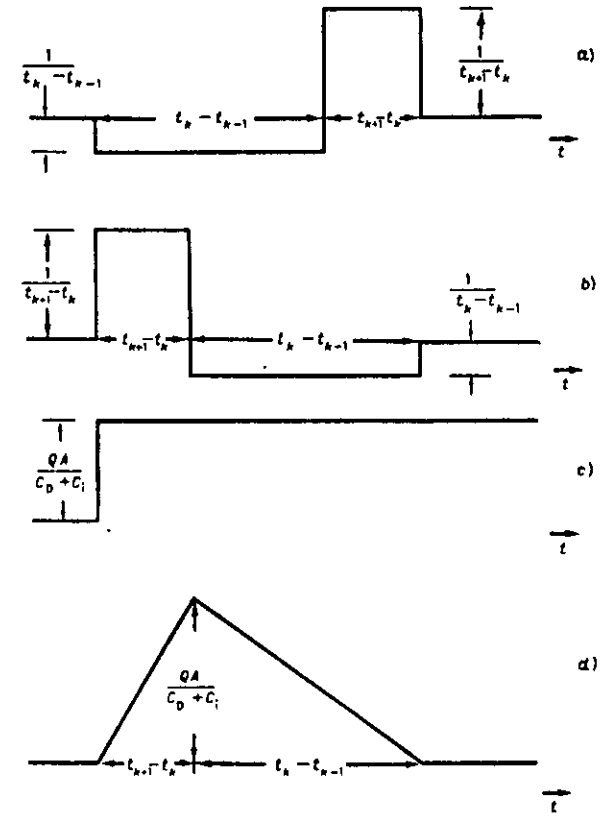 1 / (t_k − t_{k−1})
1 / (t_{k+1} − t_k)
a)
t_k − t_{k−1}
t_{k+1} − t_k
t
1 / (t_{k+1} − t_k)
1 / (t_k − t_{k−1})
b)
t_{k+1} − t_k
t_k − t_{k+1}
t
QA / (C_D + C_i)
c)
t
d)
QA / (C_D + C_i)
t_{k+1} − t_k
t_k − t_{k−1}
t